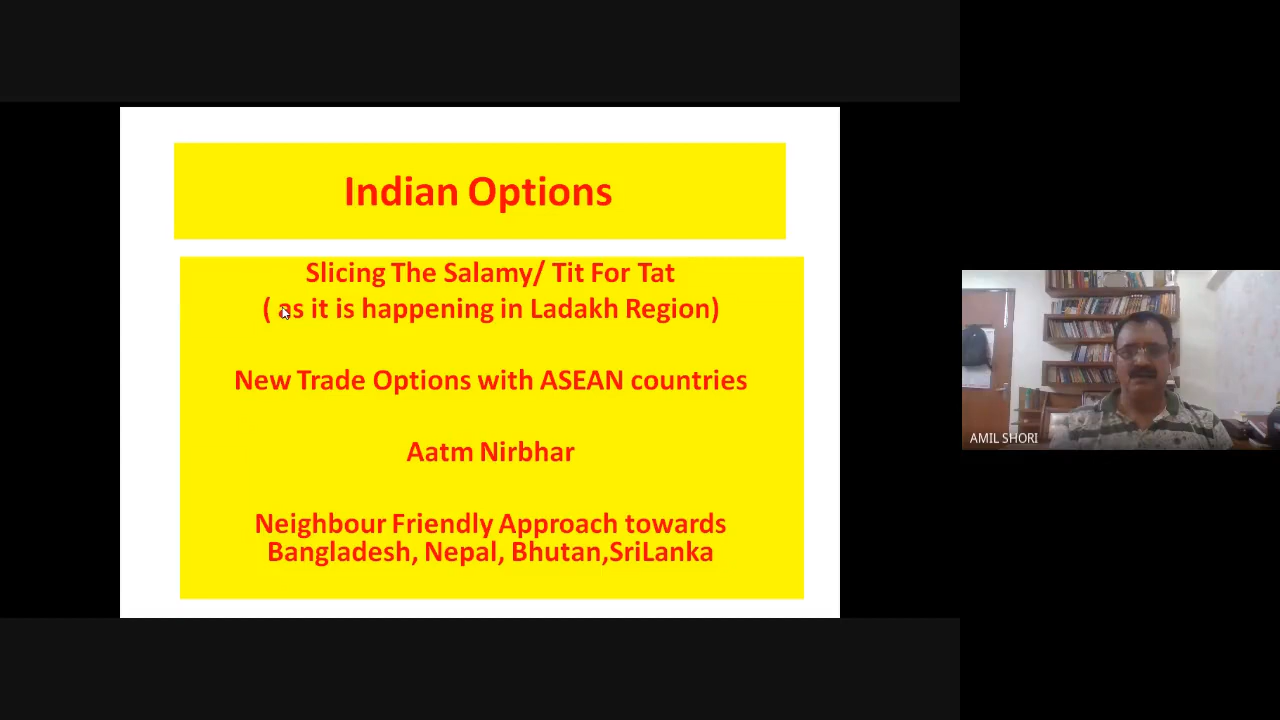 Indian Options
Slicing The Salamy/ Tit For Tat
( as it is happening in Ladakh Region)
New Trade Options with ASEAN countries
Aatm Nirbhar
Neighbour Friendly Approach towards
Bangladesh, Nepal, Bhutan,SriLanka
AMIL SHORI